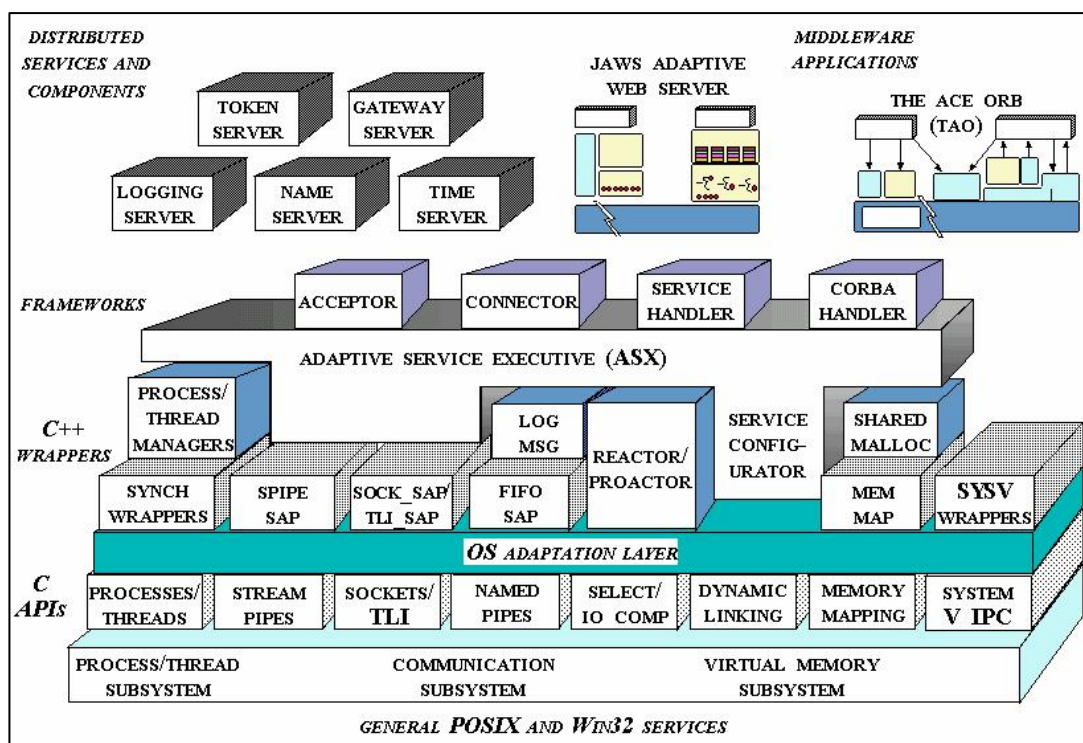 DISTRIBUTED
SERVICES AND
COMPONENTS
TOKEN
SERVER
GATEWAY
SERVER
LOGGING
SERVER
NAME
SERVER
TIME
SERVER
JAWS ADAPTIVE
WEB SERVER
MIDDLEWARE
APPLICATIONS
THE ACE ORB
(TAO)
FRAMEWORKS
ACCEPTOR
CONNECTOR
SERVICE
HANDLER
CORBA
HANDLER
ADAPTIVE SERVICE EXECUTIVE (ASX)
C++
WRAPPERS
PROCESS/
THREAD
MANAGERS
LOG
MSG
REACTOR/
PROACTOR
SERVICE
CONFIG-
URATOR
SHARED
MALLOC
SYNCH
WRAPPERS
SPIPE
SAP
SOCK_SAP/
TLI_SAP
FIFO
SAP
MEM
MAP
SYSV
WRAPPERS
OS ADAPTATION LAYER
C
APIs
PROCESSES/
THREADS
STREAM
PIPES
SOCKETS/
TLI
NAMED
PIPES
SELECT/
IO COMP
DYNAMIC
LINKING
MEMORY
MAPPING
SYSTEM
V IPC
PROCESS/THREAD
SUBSYSTEM
COMMUNICATION
SUBSYSTEM
VIRTUAL MEMORY
SUBSYSTEM
GENERAL POSIX AND WIN32 SERVICES